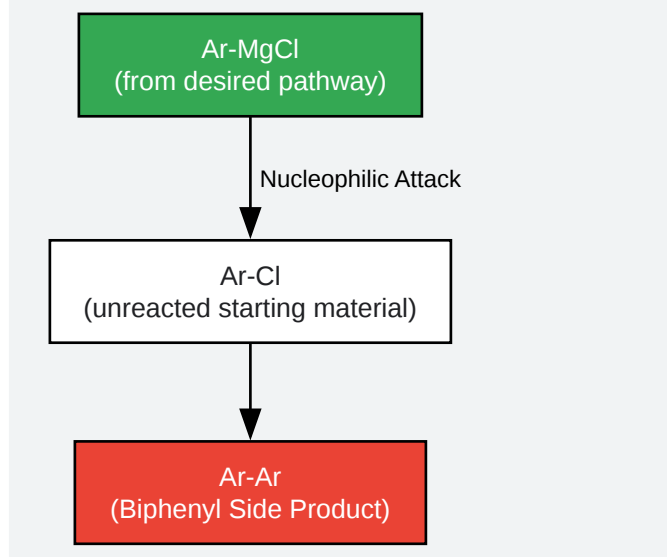 Ar-MgCl
(from desired pathway)
Nucleophilic Attack
Ar-Cl
(unreacted starting material)
Ar-Ar
(Biphenyl Side Product)